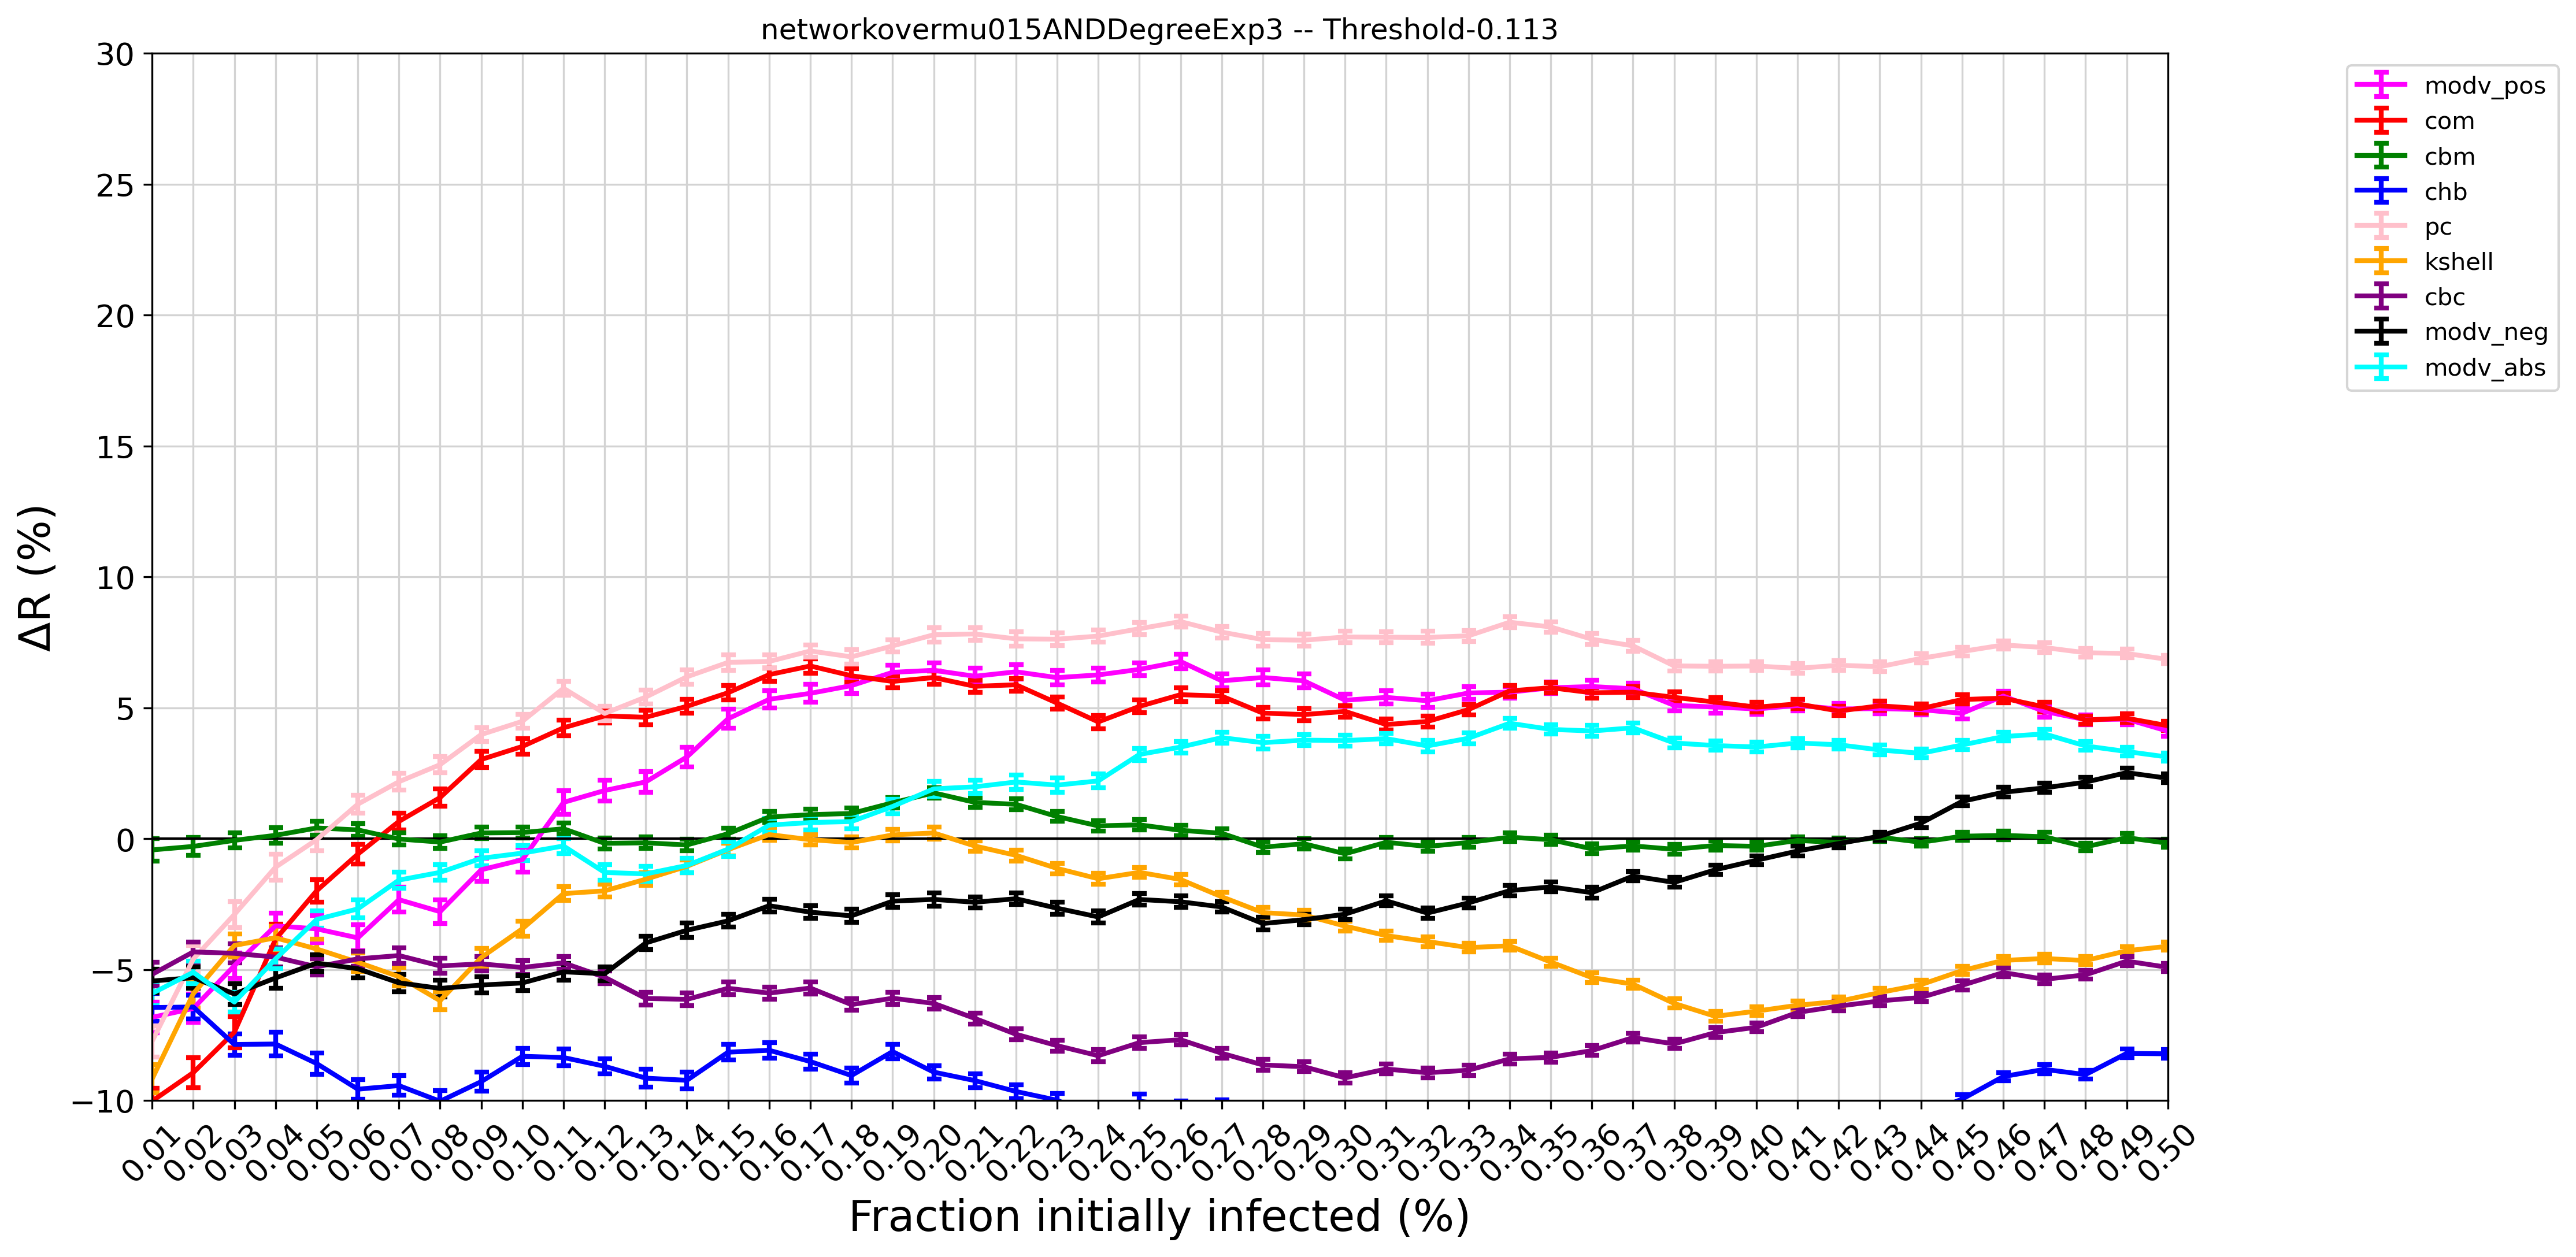 networkovermu015ANDDegreeExp3 -- Threshold-0.113
30
25
20
15
10
5
0
−5
−10
ΔR (%)
0.01 0.02 0.03 0.04 0.05 0.06 0.07 0.08 0.09 0.10 0.11 0.12 0.13 0.14 0.15 0.16 0.17 0.18 0.19 0.20 0.21 0.22 0.23 0.24 0.25 0.26 0.27 0.28 0.29 0.30 0.31 0.32 0.33 0.34 0.35 0.36 0.37 0.38 0.39 0.40 0.41 0.42 0.43 0.44 0.45 0.46 0.47 0.48 0.49 0.50
Fraction initially infected (%)
modv_pos
com
cbm
chb
pc
kshell
cbc
modv_neg
modv_abs